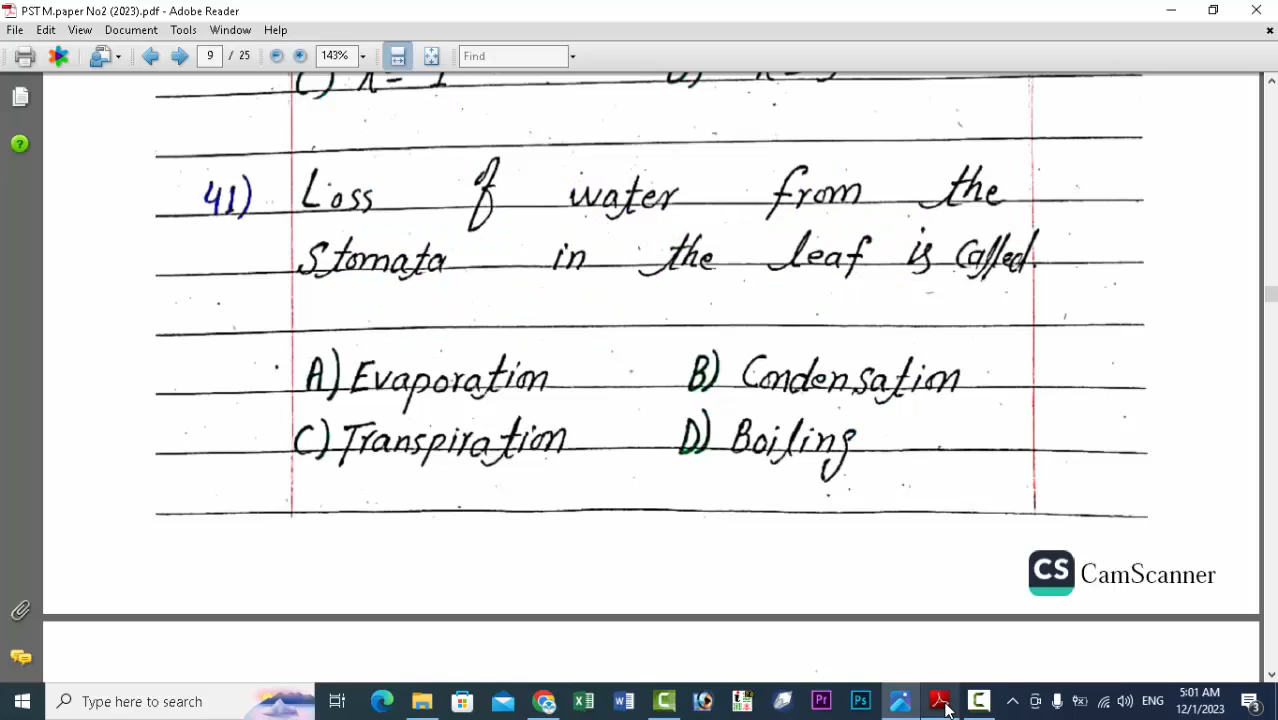 PST M.paper No2 (2023).pdf - Adobe Reader
File Edit View Document Tools Window Help
9 / 25 143% Find
41) Loss of water from the
Stomata in the leaf is Called.
A) Evaporation B) Condensation
C) Transpiration D) Boiling
CS CamScanner
Type here to search
ENG
5:01 AM
12/1/2023
3